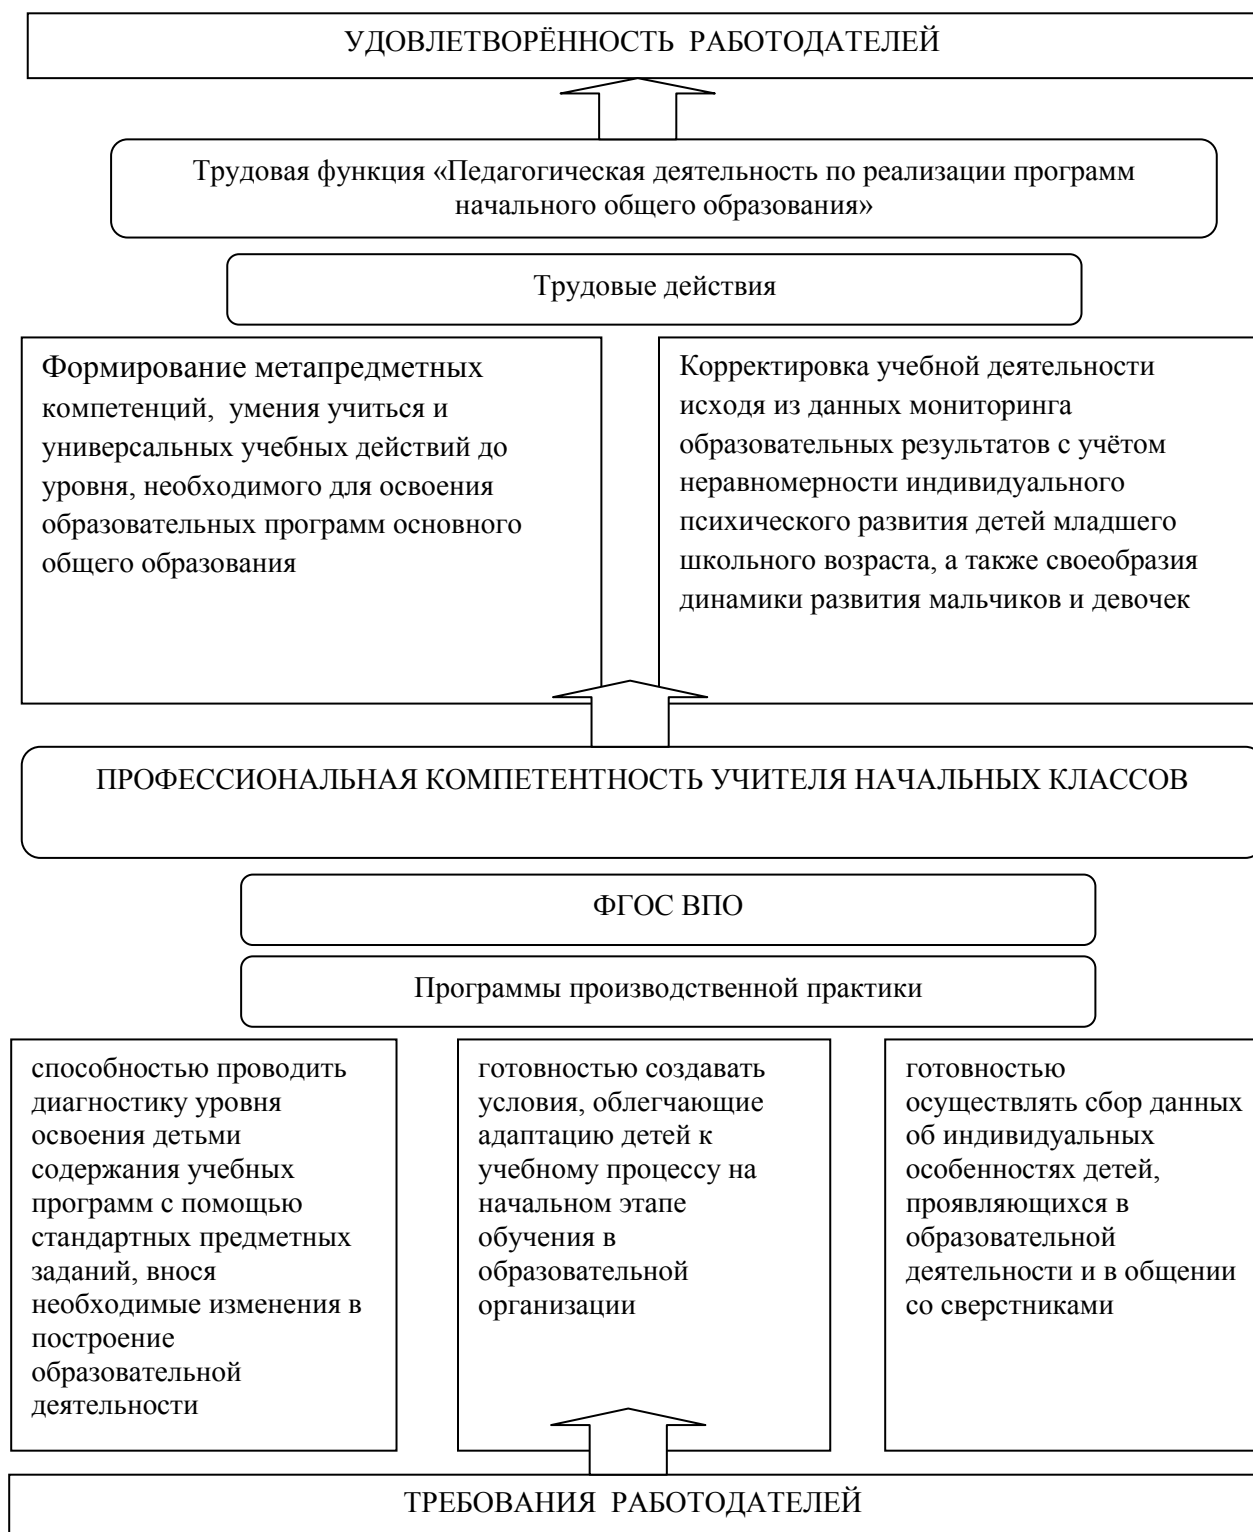 УДОВЛЕТВОРЁННОСТЬ РАБОТОДАТЕЛЕЙ
Трудовая функция «Педагогическая деятельность по реализации программ
начального общего образования»
Трудовые действия
Формирование метапредметных
компетенций, умения учиться и
универсальных учебных действий до
уровня, необходимого для освоения
образовательных программ основного
общего образования
Корректировка учебной деятельности
исходя из данных мониторинга
образовательных результатов с учётом
неравномерности индивидуального
психического развития детей младшего
школьного возраста, а также своеобразия
динамики развития мальчиков и девочек
ПРОФЕССИОНАЛЬНАЯ КОМПЕТЕНТНОСТЬ УЧИТЕЛЯ НАЧАЛЬНЫХ КЛАССОВ
ФГОС ВПО
Программы производственной практики
способностью проводить
диагностику уровня
освоения детьми
содержания учебных
программ с помощью
стандартных предметных
заданий, внося
необходимые изменения в
построение
образовательной
деятельности
готовностью создавать
условия, облегчающие
адаптацию детей к
учебному процессу на
начальном этапе
обучения в
образовательной
организации
готовностью
осуществлять сбор данных
об индивидуальных
особенностях детей,
проявляющихся в
образовательной
деятельности и в общении
со сверстниками
ТРЕБОВАНИЯ РАБОТОДАТЕЛЕЙ